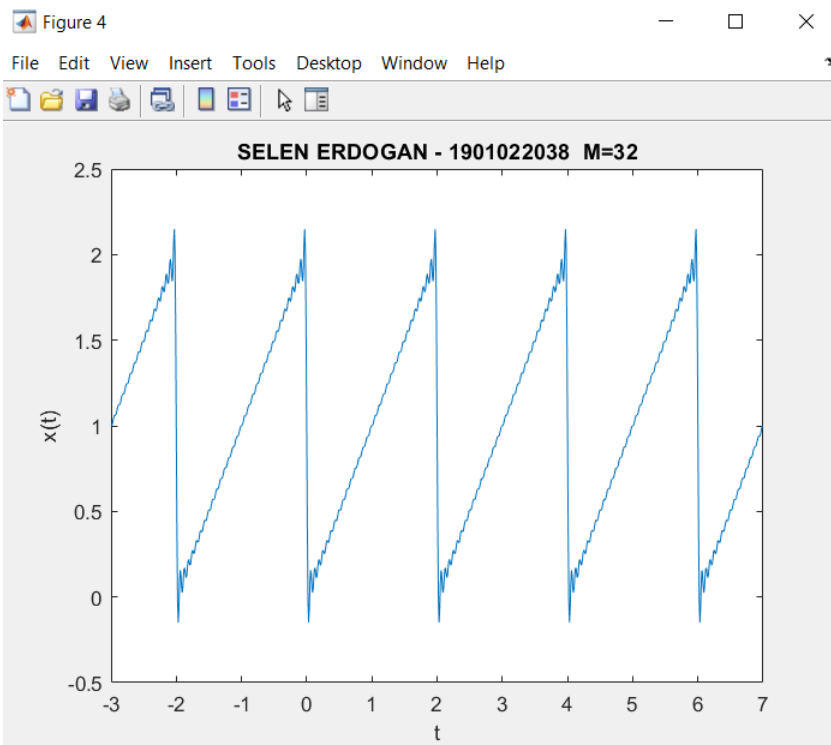 Figure 4
File Edit View Insert Tools Desktop Window Help
SELEN ERDOGAN - 1901022038 M=32
2.5
2
1.5
1
0.5
0
-0.5
x(t)
-3 -2 -1 0 1 2 3 4 5 6 7
t